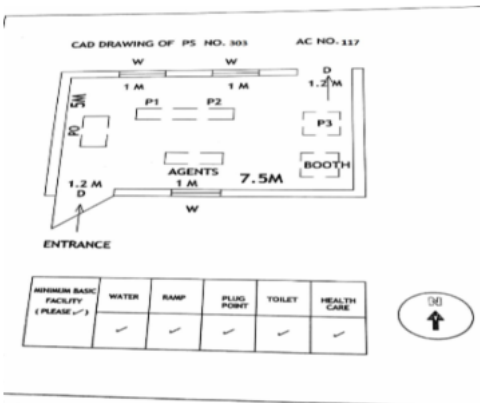 CAD DRAWING OF PS NO. 303 AC NO. 117
W W D
1 M 1 M 1.2 M
5M
P1 P2
PO
P3
AGENTS
BOOTH
1.2 M 1 M 7.5M
D
W
ENTRANCE
MINIMUM BASIC
FACILITY
( PLEASE ✓ )
WATER
RAMP
PLUG
POINT
TOILET
HEALTH
CARE
✓ ✓ ✓ ✓ ✓
N